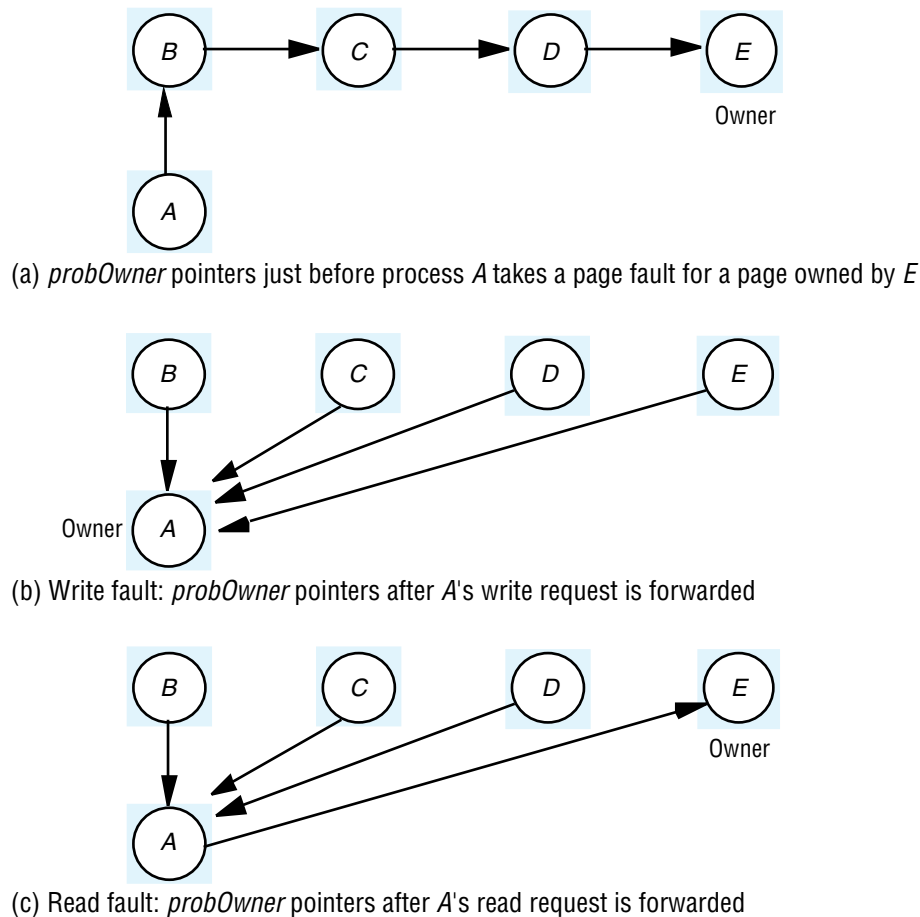 B C D E
Owner
A
(a) probOwner pointers just before process A takes a page fault for a page owned by E
B C D E
Owner A
(b) Write fault: probOwner pointers after A's write request is forwarded
B C D E
Owner
A
(c) Read fault: probOwner pointers after A's read request is forwarded